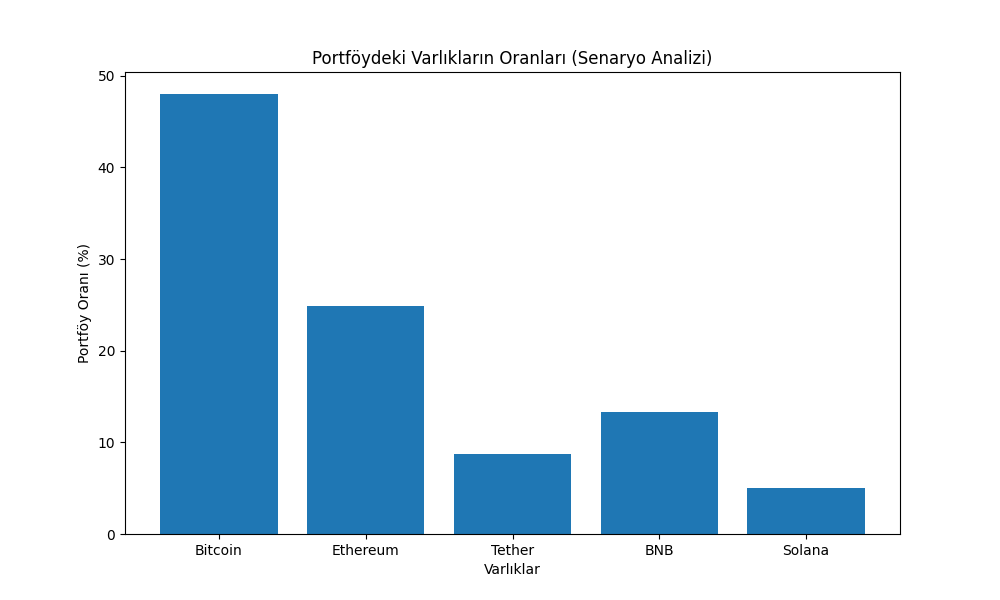 Portföydeki Varlıkların Oranları (Senaryo Analizi)
Portföy Oranı (%)
50
40
30
20
10
0
Bitcoin
Ethereum
Tether
BNB
Solana
Varlıklar